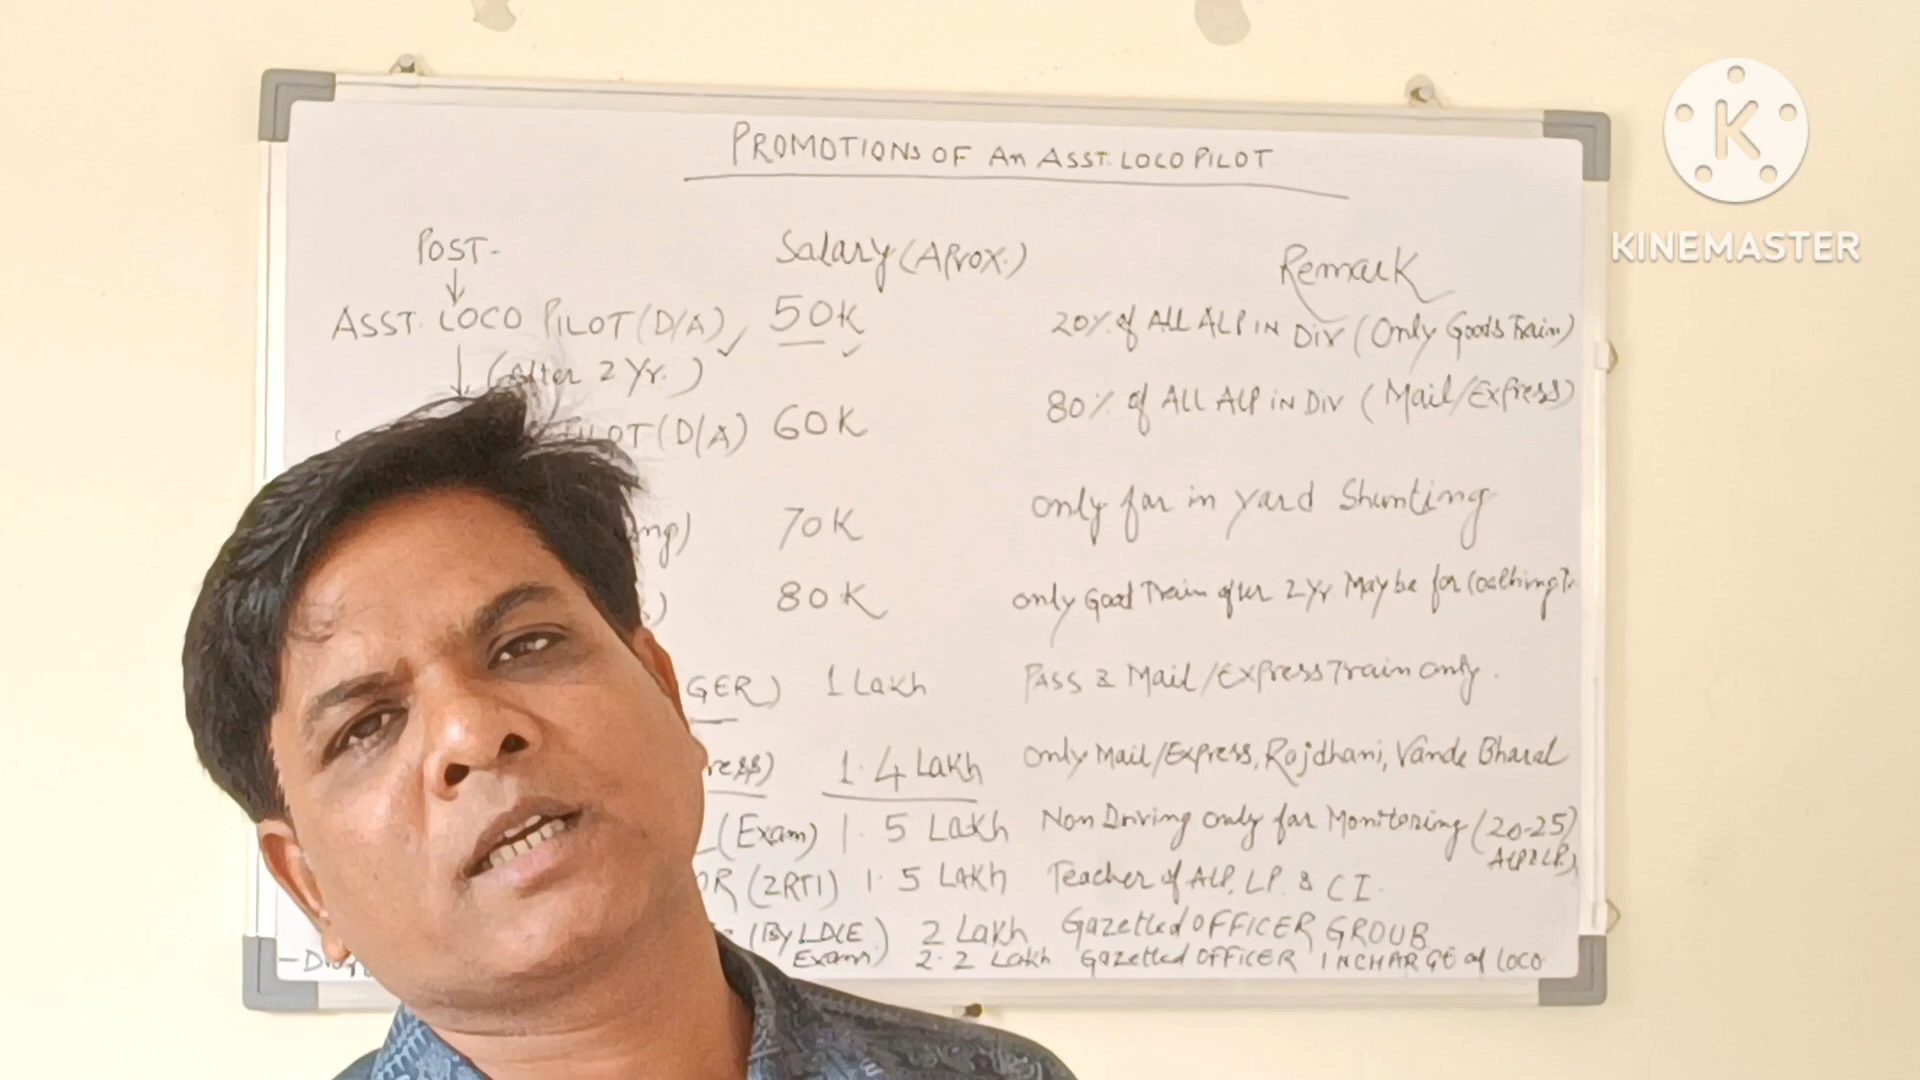 PROMOTIONS OF An ASST. LOCO PILOT
POST-
Salary (APROX.)
Remark
ASST. LOCO PILOT (D/A) 50K 20% of ALL ALP IN Div (Only Goods Train)
(After 2 Yr.)
PILOT (D/A) 60K 80% of ALL ALP in Div (Mail/Express)
70K only for in yard Shunting
80K only Good Train after 2 Yr May be for Coathing
GER) 1 Lakh PASS & Mail/Express Train only.
ress) 1.4 Lakh Only Mail/Express, Rajdhani, Vande Bharat
(Exam) 1.5 Lakh Non Driving only for Monitoring (20-25)
ALP & LP)
OR (ZRTI) 1.5 Lakh Teacher of ALP, LP. & CI.
(By LDCE 2 Lakh Gazetted OFFICER GROUB
Exam) 2.2 Lakh Gazetted OFFICER INCHARGE of LOCO
K
KINEMASTER